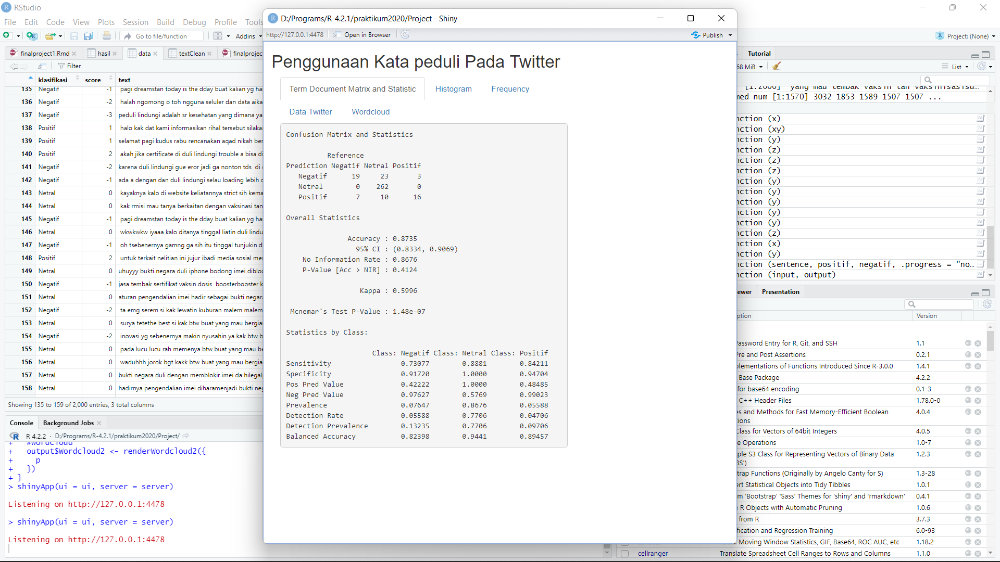 RStudio
File Edit Code View Plots Session Build Debug Profile Tools
Go to file/function
Addins
Project: (None)
finalproject1.Rmd
hasil
data
textClean
finalprojec
Filter
klasifikasi score text
135 Negatif -1 pagi dreamstan today is the dday buat kalian yg ha
136 Negatif -2 halah ngomong o toh ngguna seluler dan data aika
137 Negatif -3 peduli lindungi adalah sr kesehatan yang dimana ya
138 Positif 1 halo kak dat kami informasikan rihal tersebut silaka
139 Positif 1 selamat pagi kudus rabu rencanakan aqad nikah ber
140 Positif 2 akah jika certificate di duli lindungi trouble a bisa di
141 Negatif -2 karena duli lindungi gue eror jadi ga nonton tds di
142 Negatif -1 ada a dengan dan duli lindungi selau loading lebih
143 Netral 0 kayaknya kalo di website keliatannya strict sih kema
144 Netral 0 kak rmisi mau tanya berkaitan dengan vaksinasi tan
145 Negatif -1 pagi dreamstan today is the dday buat kalian yg ha
146 Netral 0 wkwkwkw iyaaa kalo ditanya tinggal liatin duli lindu
147 Negatif -1 oh tsebenernya gamng ga sih itu tinggal tunjukin d
148 Positif 2 untuk terkait nelitian ini jujur ibadi media sosial me
149 Netral 0 uhuyyy bukti negara duli iphone bodong imei dibloc
150 Negatif -1 jasa tembak sertifikat vaksin dosis boosterbooster k
151 Netral 0 aturan pengendalian imei hadir sebagai bukti negara
152 Negatif -2 ta emg serem si kak lewatin kuburan malem malem
153 Netral 0 surya tetethe best si kak btw buat yang mau bergia
154 Negatif -2 inovasi yg sebenernya makin nyusahin ya kak btw b
155 Netral 0 pada lucu lucu rah memenya btw buat yang mau be
156 Netral 0 waduhhh jorok bgt kakk btw buat yang mau bergia
157 Netral 0 bukti negara duli dengan memblokir imei da hilegal
158 Netral 0 hadirnya pengendalian imei diharamenjadi bukti neg
Showing 135 to 159 of 2,000 entries, 3 total columns
Console Background Jobs
R 4.2.2 · D:/Programs/R-4.2.1/praktikum2020/Project/
+ #wordcloud
+ output$Wordcloud2 <- renderWordcloud2({
+ p
+ })
+ }
> shinyApp(ui = ui, server = server)
Listening on http://127.0.0.1:4478
> shinyApp(ui = ui, server = server)
Listening on http://127.0.0.1:4478
D:/Programs/R-4.2.1/praktikum2020/Project - Shiny
http://127.0.0.1:4478 Open in Browser Publish
Penggunaan Kata peduli Pada Twitter
Term Document Matrix and Statistic Histogram Frequency
Data Twitter Wordcloud
Confusion Matrix and Statistics
Reference
Prediction Negatif Netral Positif
Negatif 19 23 3
Netral 0 262 0
Positif 7 10 16
Overall Statistics
Accuracy : 0.8735
95% CI : (0.8334, 0.9069)
No Information Rate : 0.8676
P-Value [Acc > NIR] : 0.4124
Kappa : 0.5996
Mcnemar's Test P-Value : 1.48e-07
Statistics by Class:
Class: Negatif Class: Netral Class: Positif
Sensitivity 0.73077 0.8881 0.84211
Specificity 0.91720 1.0000 0.94704
Pos Pred Value 0.42222 1.0000 0.48485
Neg Pred Value 0.97627 0.5769 0.99023
Prevalence 0.07647 0.8676 0.05588
Detection Rate 0.05588 0.7706 0.04706
Detection Prevalence 0.13235 0.7706 0.09706
Balanced Accuracy 0.82398 0.9441 0.89457
Tutorial
68 MiB
List
med num [1:1570] 3032 1853 1589 1507 1507 ...
nction (x)
nction (xy)
nction (y)
nction (z)
nction (z)
nction (z)
nction (y)
nction (y)
nction (y)
nction (y)
nction (y)
nction (z)
nction (x)
nction (y)
nction (sentence, positif, negatif, .progress = "no...
nction (input, output)
ewer Presentation
ption Version
Password Entry for R, Git, and SSH 1.1
Pre and Post Assertions 0.2.1
plementations of Functions Introduced Since R-3.0.0 1.4.1
Base Package 4.2.2
for base64 encoding 0.1-3
C++ Header Files 1.78.0-0
es and Methods for Fast Memory-Efficient Boolean 4.0.4
ions
Class for Vectors of 64bit Integers 4.0.5
e Operations 1.0-7
ple S3 Class for Representing Vectors of Binary Data 1.2.3
BS')
trap Functions (Originally by Angelo Canty for S) 1.3-28
ert Statistical Objects into Tidy Tibbles 1.0.1
m 'Bootstrap' 'Sass' Themes for 'shiny' and 'rmarkdown' 0.4.1
e R Objects with Automatic Pruning 1.0.6
from R 3.7.3
fication and Regression Training 6.0-93
Moving Window Statistics, GIF, Base64, ROC AUC, etc 1.18.2
cellranger Translate Spreadsheet Cell Ranges to Rows and Columns 1.1.0